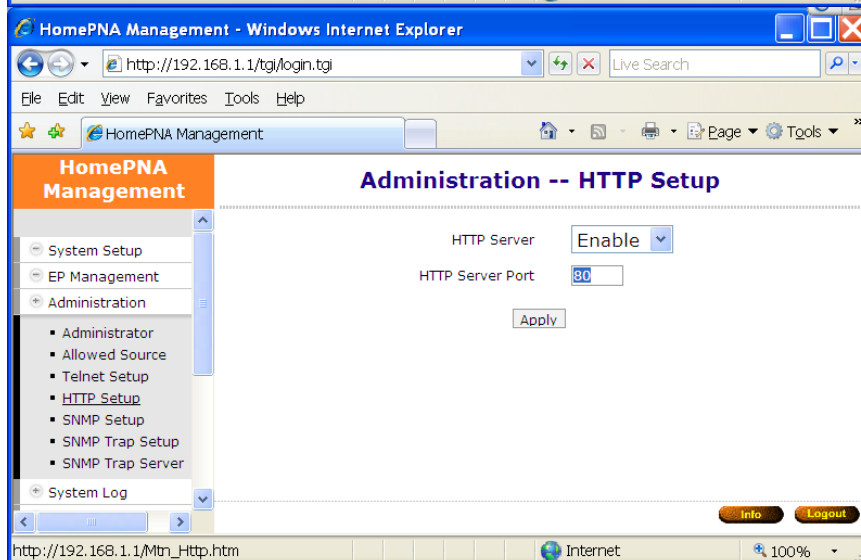 HomePNA Management - Windows Internet Explorer
http://192.168.1.1/tgi/login.tgi
Live Search
File Edit View Favorites Tools Help
HomePNA Management
Page Tools »
HomePNA
Management
Administration -- HTTP Setup
System Setup
EP Management
Administration
Administrator
Allowed Source
Telnet Setup
HTTP Setup
SNMP Setup
SNMP Trap Setup
SNMP Trap Server
System Log
HTTP Server Enable
HTTP Server Port 80
Apply
Info Logout
http://192.168.1.1/Mtn_Http.htm Internet 100%